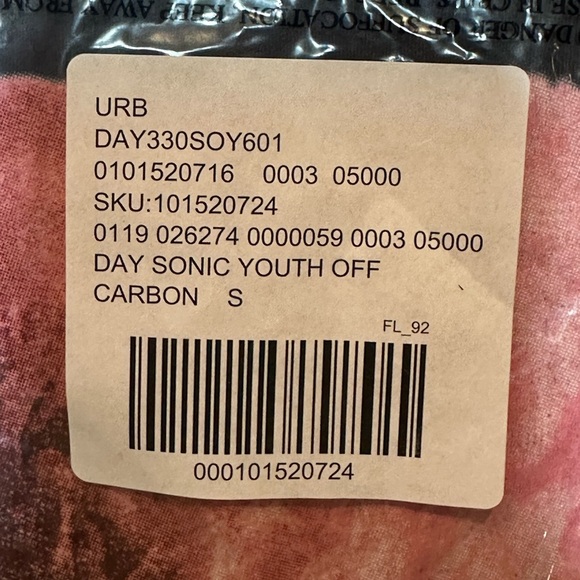 DANGER OF SUFFOCATION KEEP AWAY FROM
URB
DAY330SOY601
0101520716 0003 05000
SKU:101520724
0119 026274 0000059 0003 05000
DAY SONIC YOUTH OFF
CARBON S
FL_92
000101520724